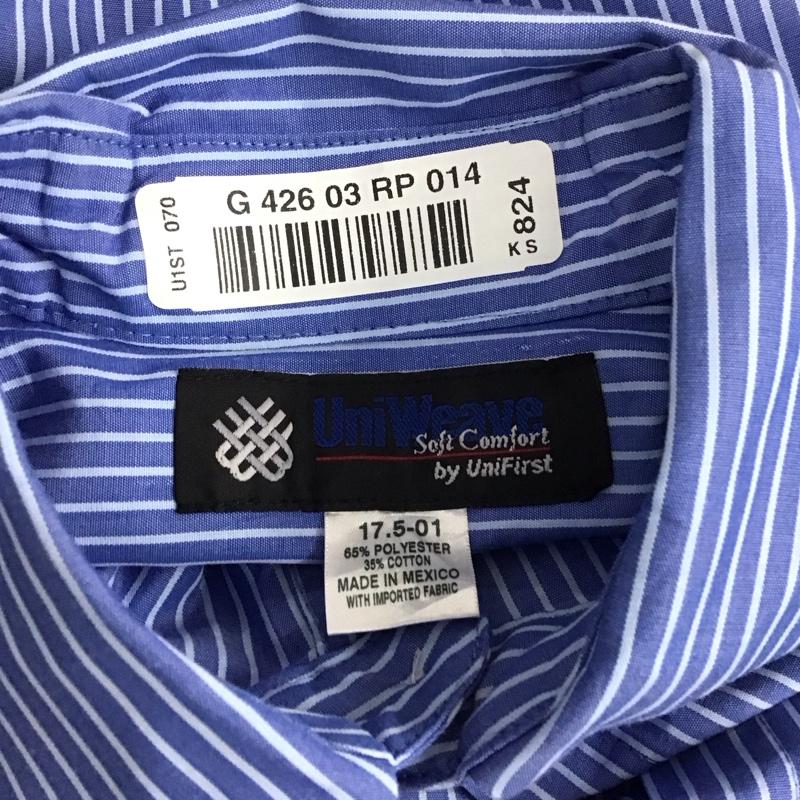 G 426 03 RP 014
U1ST 070
824
KS
UniWeave
Soft Comfort
by UniFirst
17.5-01
65% POLYESTER
35% COTTON
MADE IN MEXICO
WITH IMPORTED FABRIC